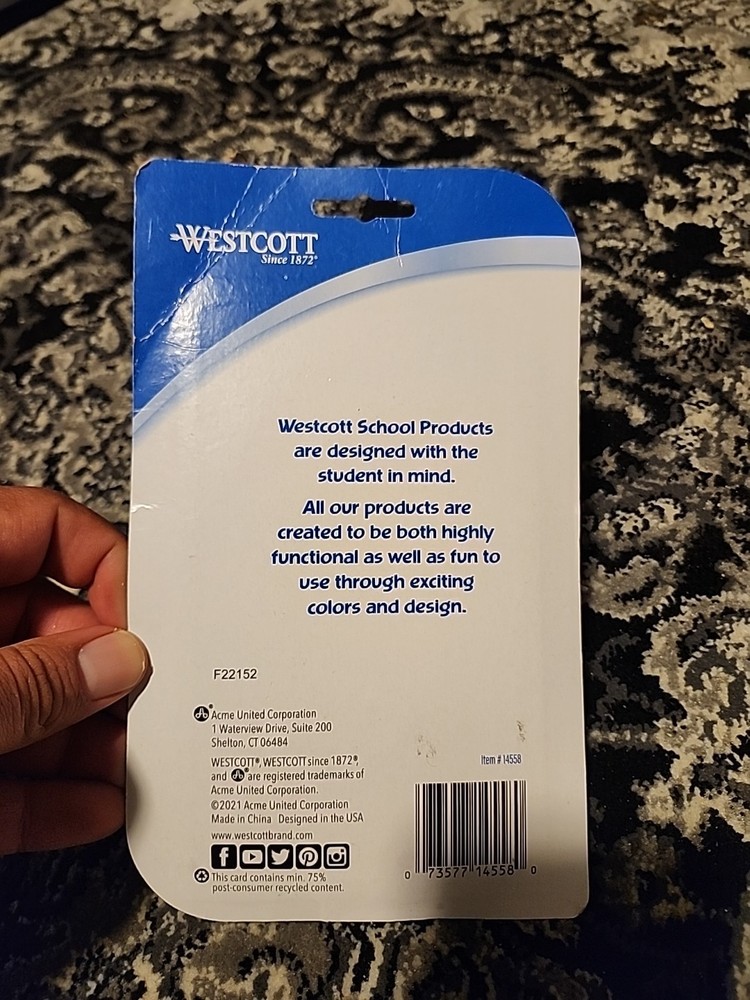 WESTCOTT
Since 1872®
Westcott School Products
are designed with the
student in mind.
All our products are
created to be both highly
functional as well as fun to
use through exciting
colors and design.
F22152
® Acme United Corporation
1 Waterview Drive, Suite 200
Shelton, CT 06484
WESTCOTT®, WESTCOTT since 1872®,
and ® are registered trademarks of
Acme United Corporation.
©2021 Acme United Corporation
Made in China Designed in the USA
www.westcottbrand.com
This card contains min. 75%
post-consumer recycled content.
Item # 14558
0 73577 14558 0